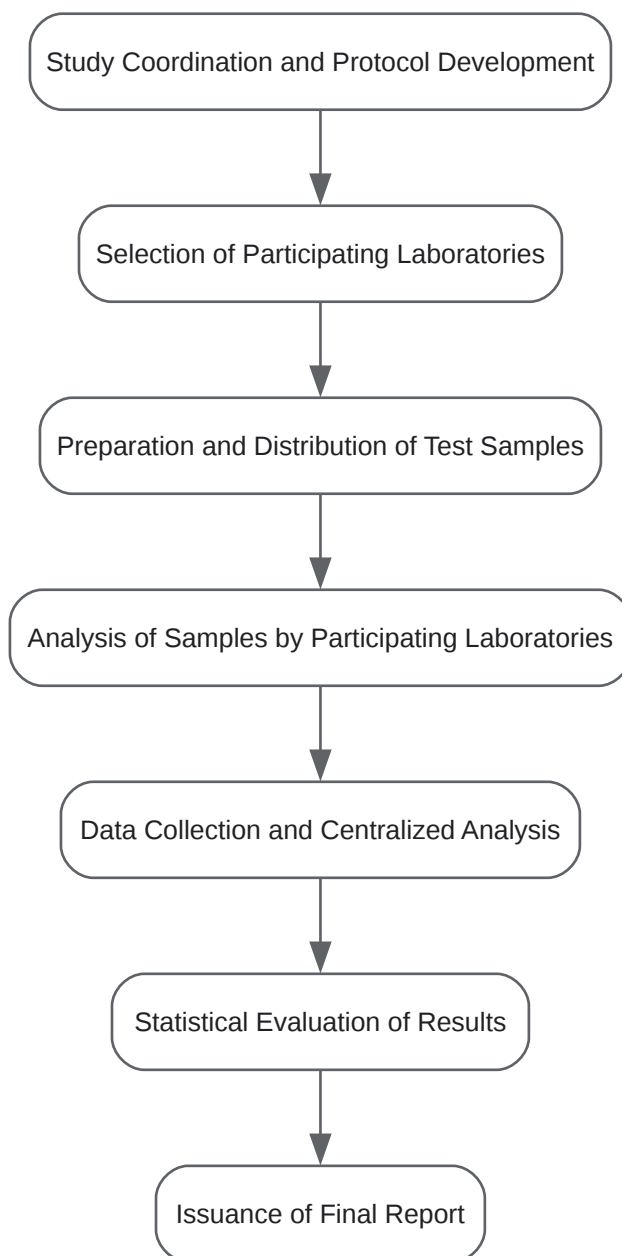 Study Coordination and Protocol Development
Selection of Participating Laboratories
Preparation and Distribution of Test Samples
Analysis of Samples by Participating Laboratories
Data Collection and Centralized Analysis
Statistical Evaluation of Results
Issuance of Final Report